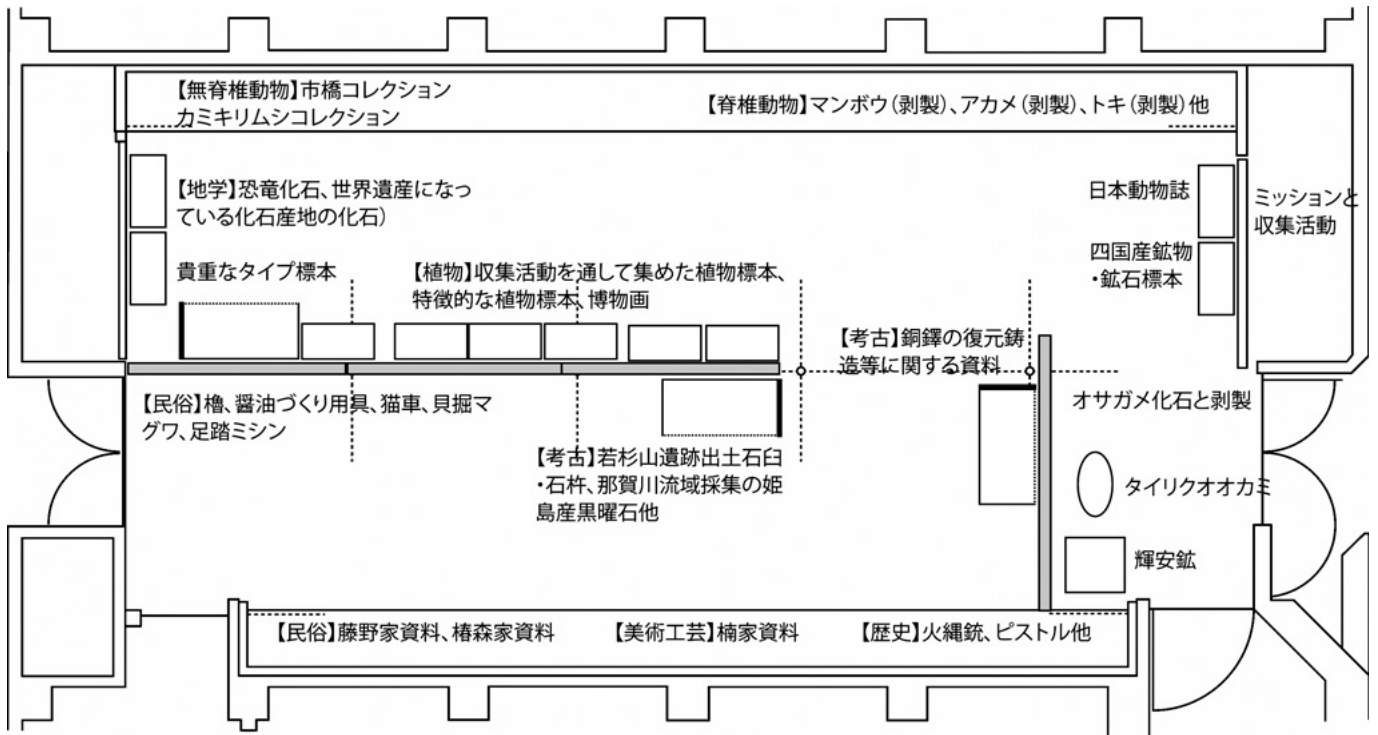 【無脊椎動物】市橋コレクション
カミキリムシコレクション
【脊椎動物】マンボウ（剥製）、アカメ（剥製）、トキ（剥製）他
【地学】恐竜化石、世界遺産になっ
ている化石産地の化石）
貴重なタイプ標本
【植物】収集活動を通して集めた植物標本、
特徴的な植物標本、博物画
日本動物誌
四国産鉱物
・鉱石標本
ミッションと
収集活動
【考古】銅鐸の復元鋳
造等に関する資料
【民俗】櫓、醤油づくり用具、猫車、貝掘マ
グワ、足踏ミシン
【考古】若杉山遺跡出土石臼
・石杵、那賀川流域採集の姫
島産黒曜石他
オサガメ化石と剥製
タイリクオオカミ
輝安鉱
【民俗】藤野家資料、椿森家資料
【美術工芸】楠家資料
【歴史】火縄銃、ピストル他